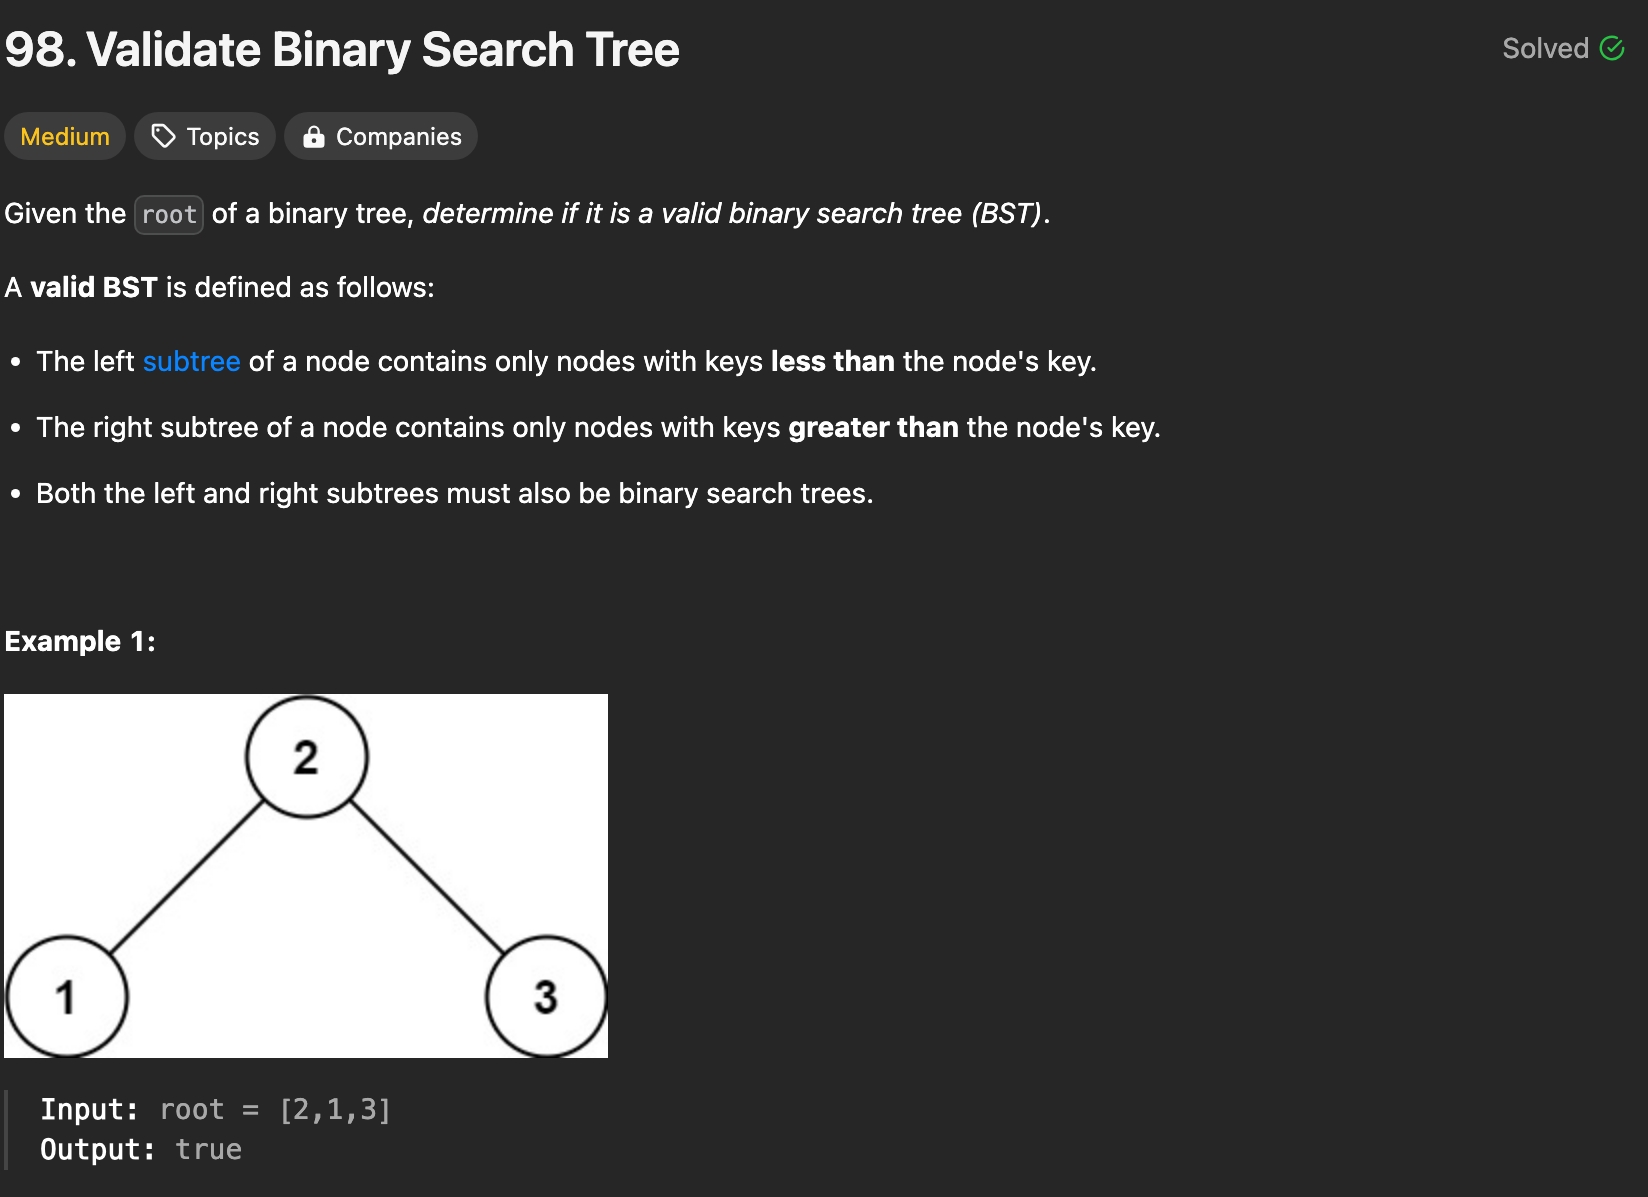 98. Validate Binary Search Tree
Solved
Medium Topics Companies
Given the root of a binary tree, determine if it is a valid binary search tree (BST).
A valid BST is defined as follows:
• The left subtree of a node contains only nodes with keys less than the node's key.
• The right subtree of a node contains only nodes with keys greater than the node's key.
• Both the left and right subtrees must also be binary search trees.
Example 1:
2
1 3
Input: root = [2,1,3]
Output: true